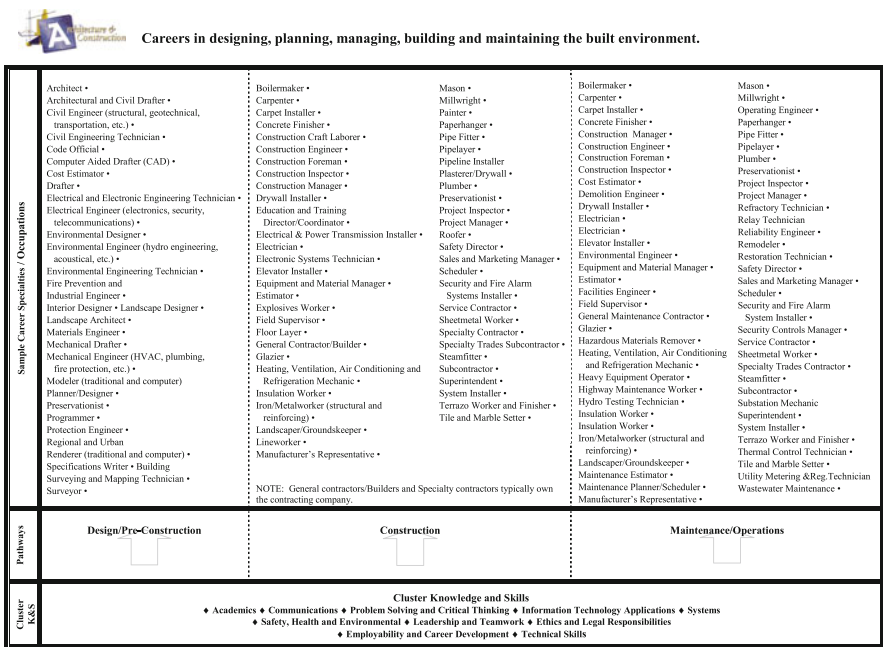 Architecture &
Construction
Careers in designing, planning, managing, building and maintaining the built environment.
Sample Career Specialties / Occupations
Architect •
Architectural and Civil Drafter •
Civil Engineer (structural, geotechnical,
transportation, etc.) •
Civil Engineering Technician •
Code Official •
Computer Aided Drafter (CAD) •
Cost Estimator •
Drafter •
Electrical and Electronic Engineering Technician •
Electrical Engineer (electronics, security,
telecommunications) •
Environmental Designer •
Environmental Engineer (hydro engineering,
acoustical, etc.) •
Environmental Engineering Technician •
Fire Prevention and
Industrial Engineer •
Interior Designer • Landscape Designer •
Landscape Architect •
Materials Engineer •
Mechanical Drafter •
Mechanical Engineer (HVAC, plumbing,
fire protection, etc.) •
Modeler (traditional and computer)
Planner/Designer •
Preservationist •
Programmer •
Protection Engineer •
Regional and Urban
Renderer (traditional and computer) •
Specifications Writer • Building
Surveying and Mapping Technician •
Surveyor •
Boilermaker •
Carpenter •
Carpet Installer •
Concrete Finisher •
Construction Craft Laborer •
Construction Engineer •
Construction Foreman •
Construction Inspector •
Construction Manager •
Drywall Installer •
Education and Training
Director/Coordinator •
Electrical & Power Transmission Installer •
Electrician •
Electronic Systems Technician •
Elevator Installer •
Equipment and Material Manager •
Estimator •
Explosives Worker •
Field Supervisor •
Floor Layer •
General Contractor/Builder •
Glazier •
Heating, Ventilation, Air Conditioning and
Refrigeration Mechanic •
Insulation Worker •
Iron/Metalworker (structural and
reinforcing) •
Landscaper/Groundskeeper •
Lineworker •
Manufacturer's Representative •
Mason •
Millwright •
Painter •
Paperhanger •
Pipe Fitter •
Pipelayer •
Pipeline Installer
Plasterer/Drywall •
Plumber •
Preservationist •
Project Inspector •
Project Manager •
Roofer •
Safety Director •
Sales and Marketing Manager •
Scheduler •
Security and Fire Alarm
Systems Installer •
Service Contractor •
Sheetmetal Worker •
Specialty Contractor •
Specialty Trades Subcontractor •
Steamfitter •
Subcontractor •
Superintendent •
System Installer •
Terrazo Worker and Finisher •
Tile and Marble Setter •
NOTE: General contractors/Builders and Specialty contractors typically own
the contracting company.
Boilermaker •
Carpenter •
Carpet Installer •
Concrete Finisher •
Construction Manager •
Construction Engineer •
Construction Foreman •
Construction Inspector •
Cost Estimator •
Demolition Engineer •
Drywall Installer •
Electrician •
Electrician •
Elevator Installer •
Environmental Engineer •
Equipment and Material Manager •
Estimator •
Facilities Engineer •
Field Supervisor •
General Maintenance Contractor •
Glazier •
Hazardous Materials Remover •
Heating, Ventilation, Air Conditioning
and Refrigeration Mechanic •
Heavy Equipment Operator •
Highway Maintenance Worker •
Hydro Testing Technician •
Insulation Worker •
Insulation Worker •
Iron/Metalworker (structural and
reinforcing) •
Landscaper/Groundskeeper •
Maintenance Estimator •
Maintenance Planner/Scheduler •
Manufacturer's Representative •
Mason •
Millwright •
Operating Engineer •
Paperhanger •
Pipe Fitter •
Pipelayer •
Plumber •
Preservationist •
Project Inspector •
Project Manager •
Refractory Technician •
Relay Technician
Reliability Engineer •
Remodeler •
Restoration Technician •
Safety Director •
Sales and Marketing Manager •
Scheduler •
Security and Fire Alarm
System Installer •
Security Controls Manager •
Service Contractor •
Sheetmetal Worker •
Specialty Trades Contractor •
Steamfitter •
Subcontractor •
Substation Mechanic
Superintendent •
System Installer •
Terrazo Worker and Finisher •
Thermal Control Technician •
Tile and Marble Setter •
Utility Metering &Reg.Technician
Wastewater Maintenance •
Pathways
Design/Pre-Construction
Construction
Maintenance/Operations
Cluster
K&S
Cluster Knowledge and Skills
♦ Academics ♦ Communications ♦ Problem Solving and Critical Thinking ♦ Information Technology Applications ♦ Systems
♦ Safety, Health and Environmental ♦ Leadership and Teamwork ♦ Ethics and Legal Responsibilities
♦ Employability and Career Development ♦ Technical Skills